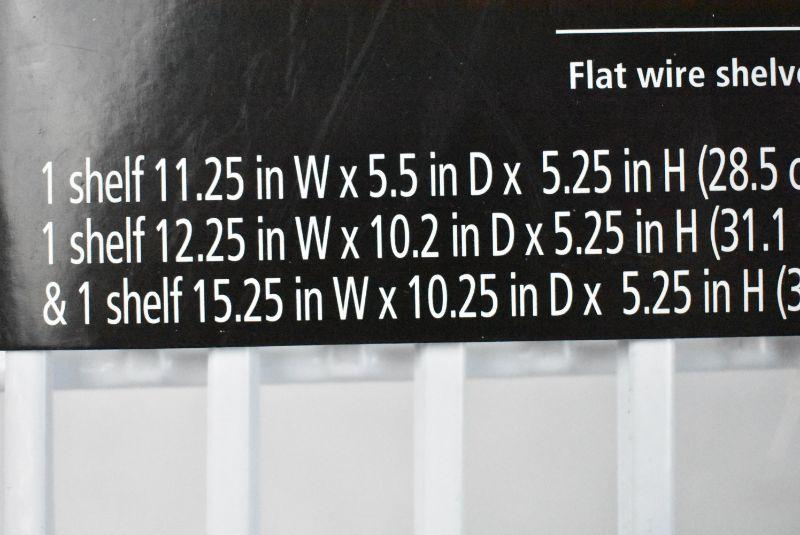 Flat wire shelve
1 shelf 11.25 in W x 5.5 in D x 5.25 in H (28.5 c
1 shelf 12.25 in W x 10.2 in D x 5.25 in H (31.1
& 1 shelf 15.25 in W x 10.25 in D x 5.25 in H (3